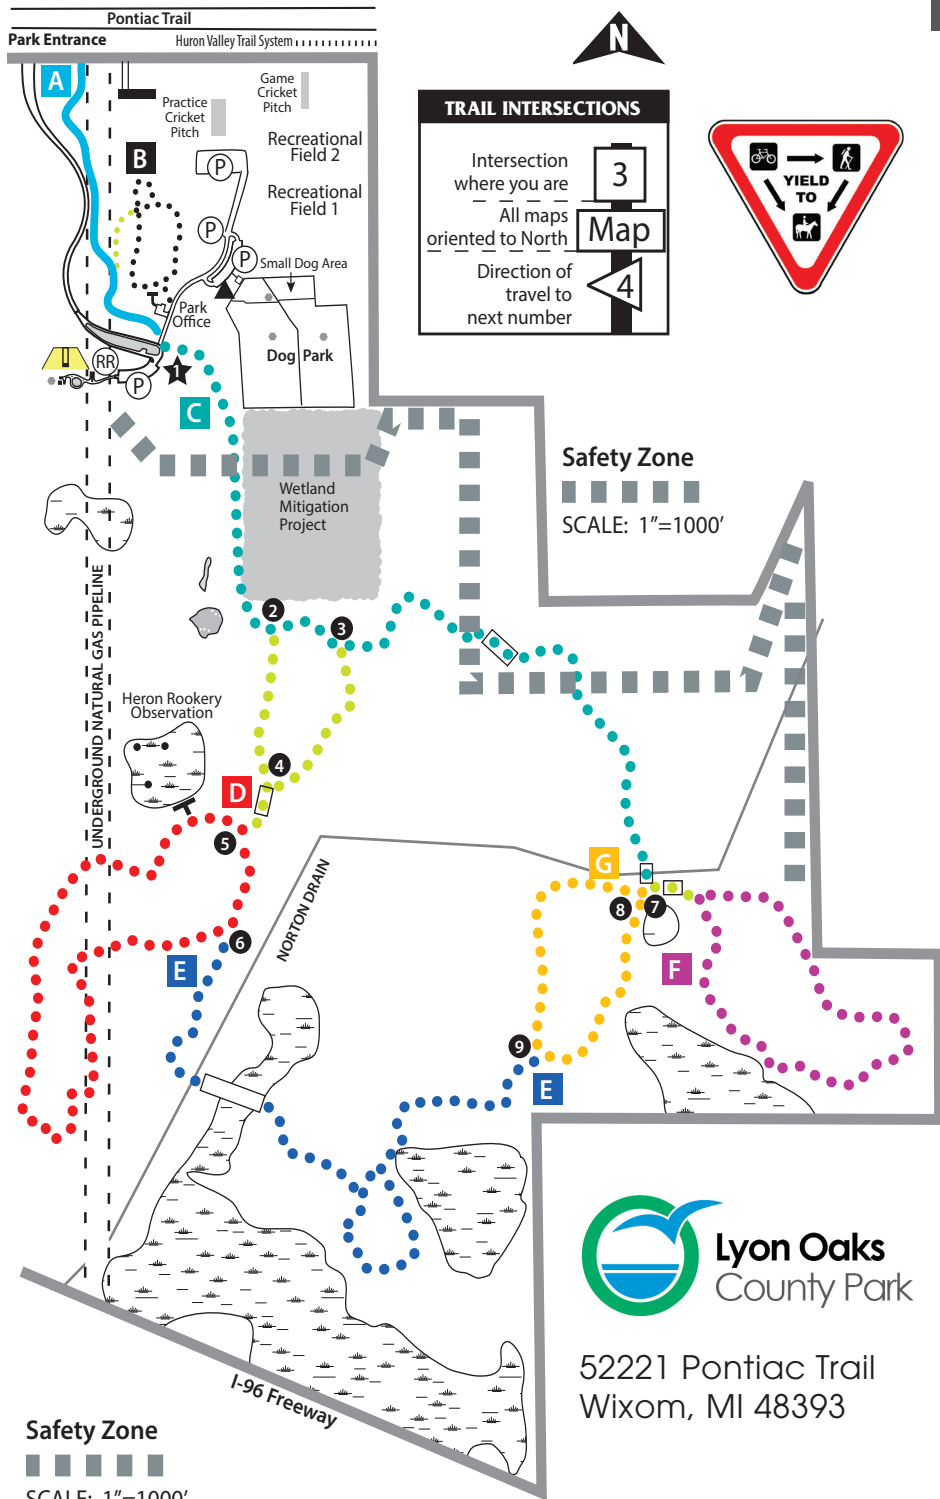 Pontiac Trail
Park Entrance
Huron Valley Trail System
N
A
Practice
Cricket
Pitch
Game
Cricket
Pitch
B
P
Recreational
Field 2
Recreational
Field 1
P
P
Small Dog Area
Park
Office
Dog Park
RR
P
1
C
TRAIL INTERSECTIONS
Intersection
where you are
3
All maps
oriented to North
Map
Direction of
travel to
next number
4
YIELD
TO
Safety Zone
SCALE: 1"=1000'
Wetland
Mitigation
Project
UNDERGROUND NATURAL GAS PIPELINE
2
3
Heron Rookery
Observation
4
D
5
6
E
NORTON DRAIN
G
8
7
F
9
E
Lyon Oaks
County Park
52221 Pontiac Trail
Wixom, MI 48393
I-96 Freeway
Safety Zone
SCALE: 1"=1000'